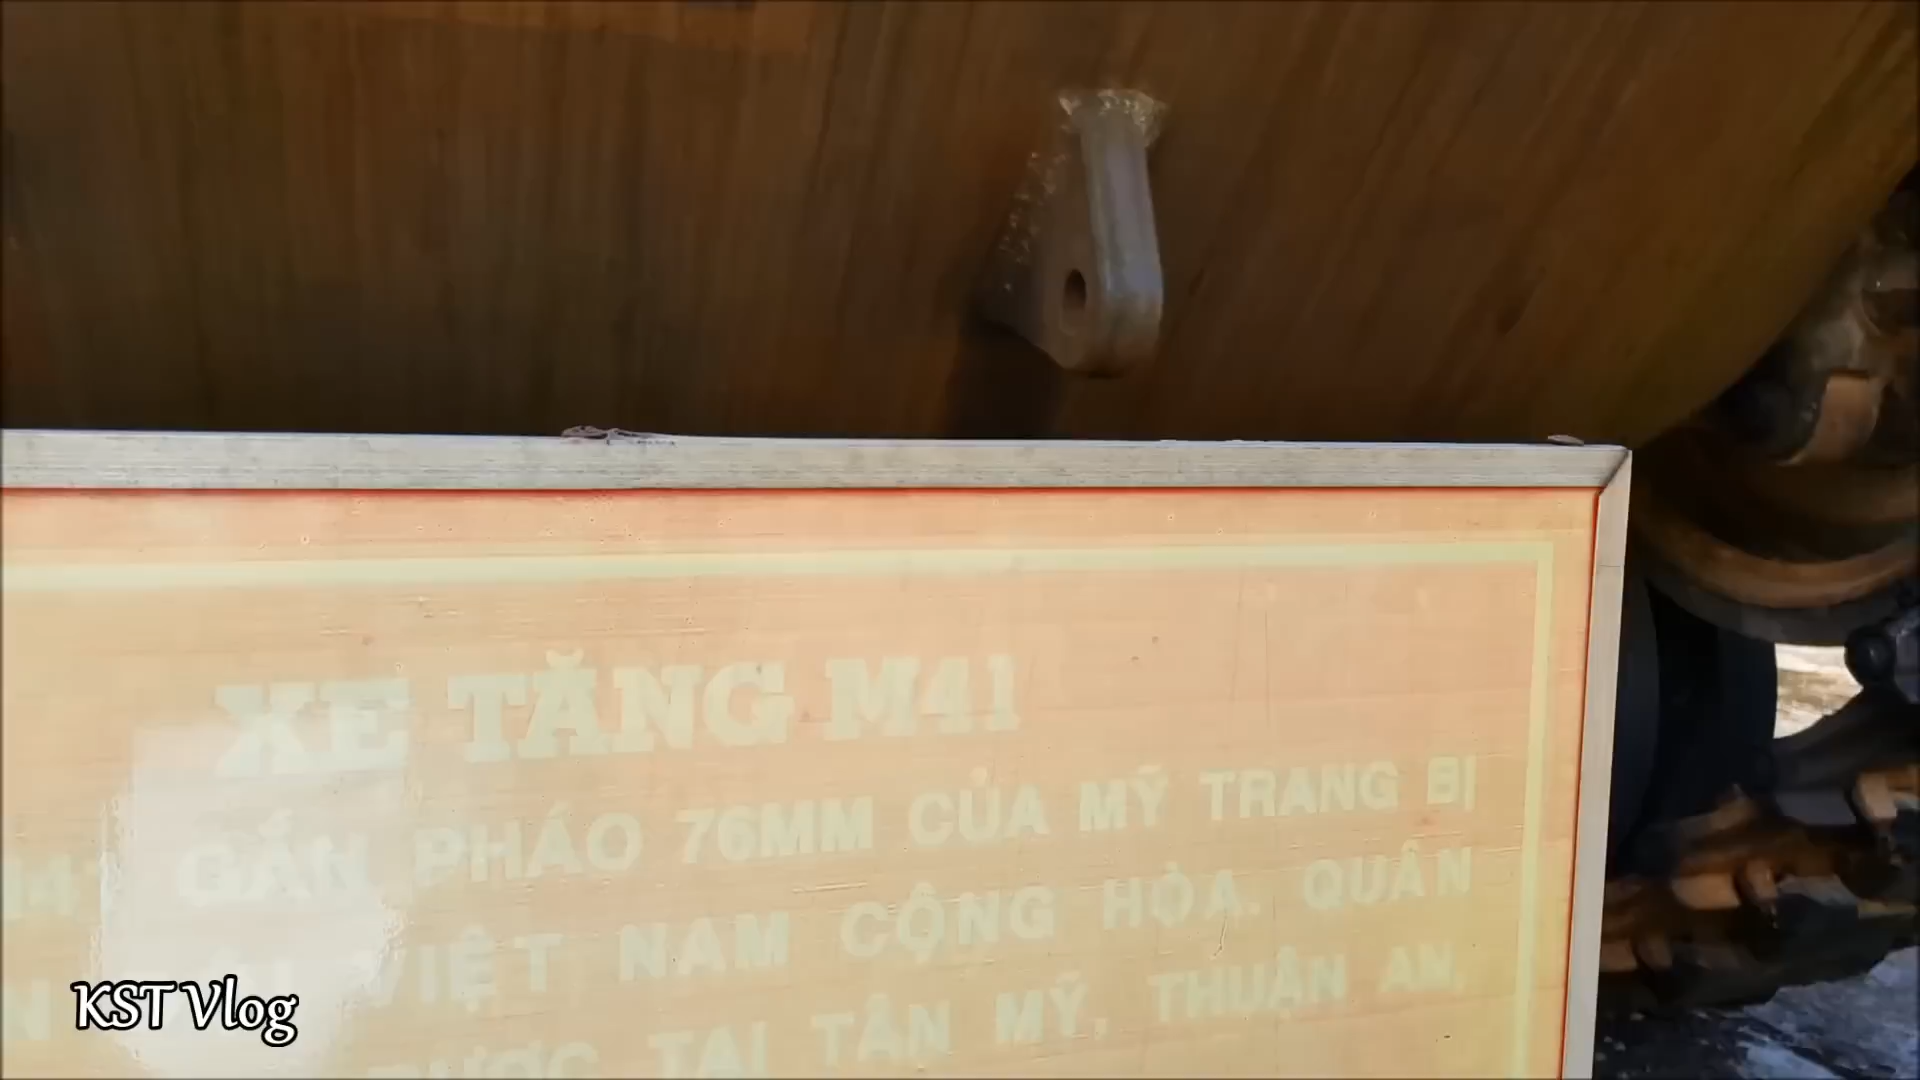 XE TĂNG M41
GẮN PHÁO 76MM CỦA MỸ TRANG BỊ
VIỆT NAM CỘNG HÒA. QUÂN
TẠI TÂN MỸ, THUẬN AN,
KST Vlog